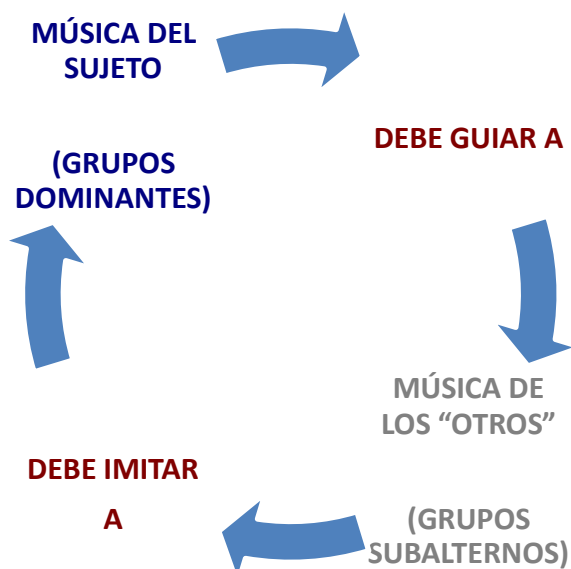 MÚSICA DEL
SUJETO
(GRUPOS
DOMINANTES)
DEBE GUIAR A
MÚSICA DE
LOS “OTROS”
(GRUPOS
SUBALTERNOS)
DEBE IMITAR
A